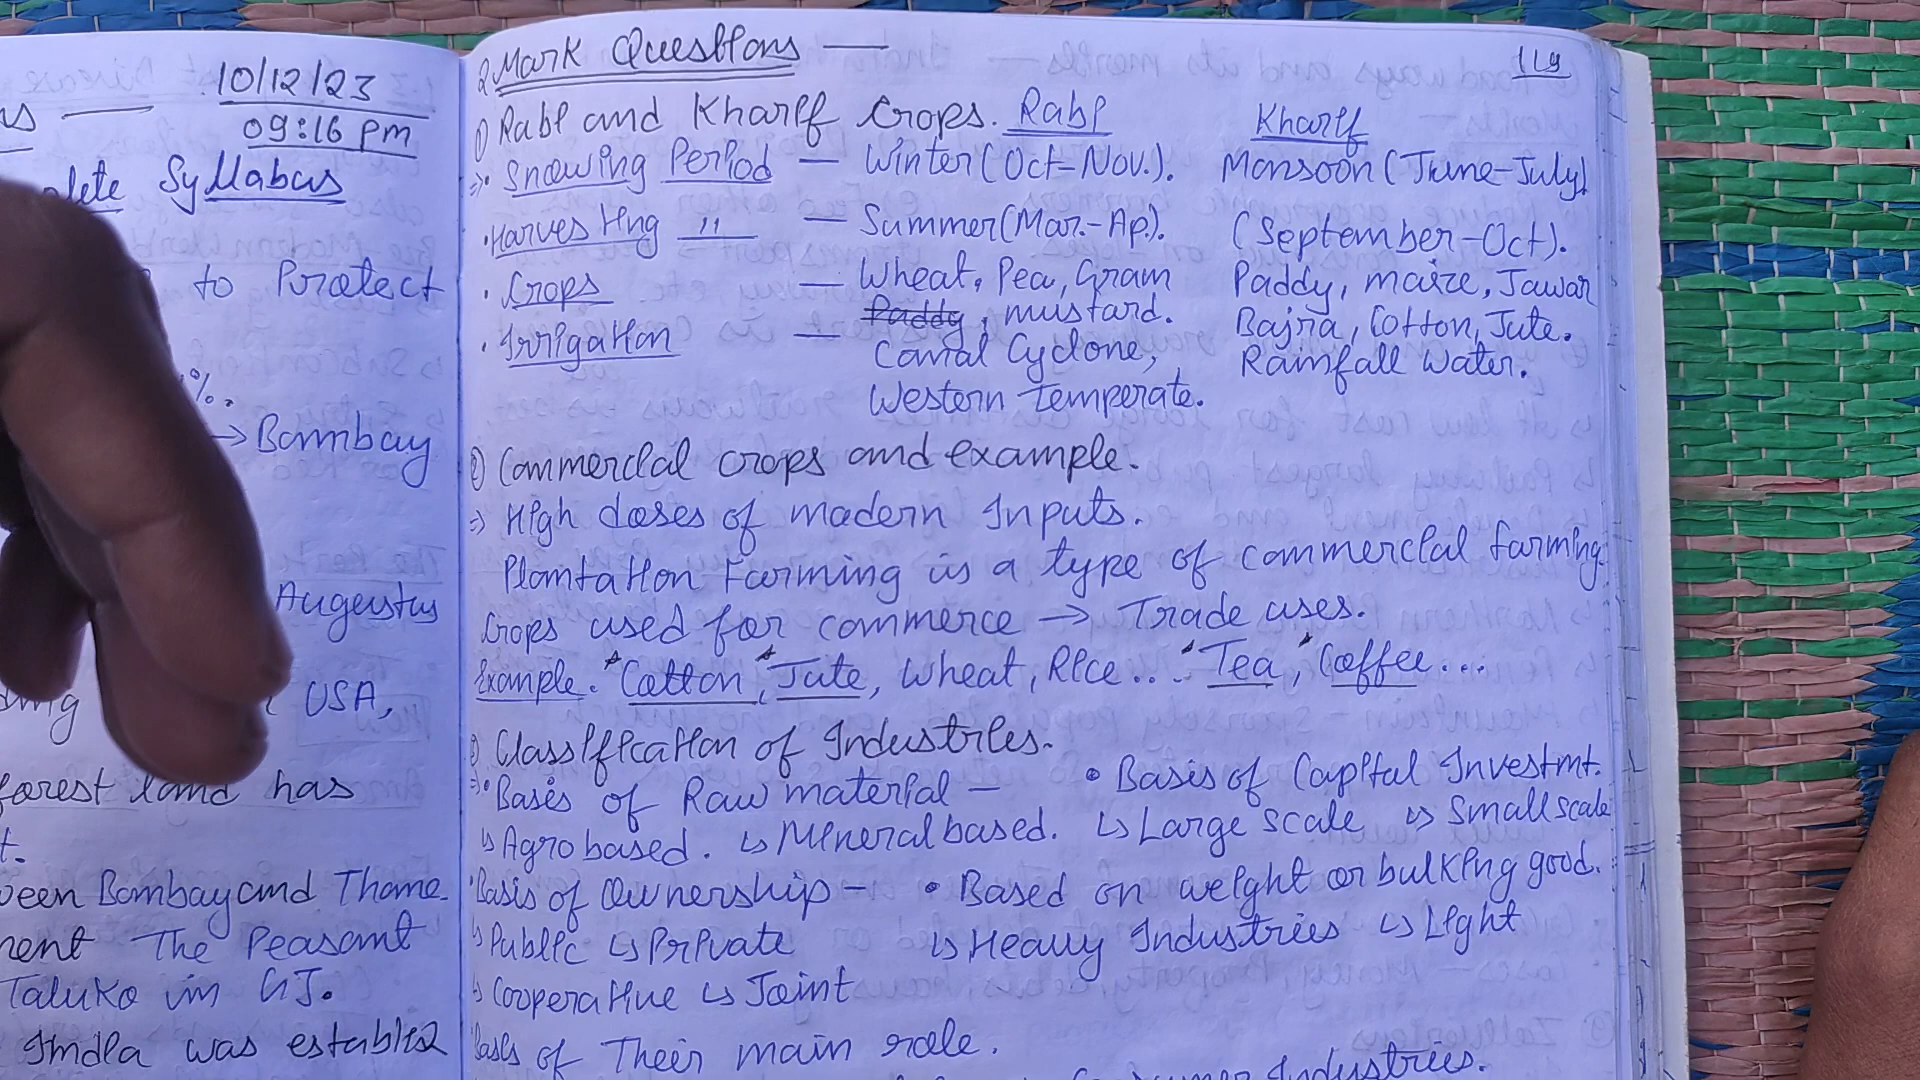 10/12/23
09:16 pm
Syllabus
to Protect
%.
→ Bombay
Augustus
USA,
forest land has
t.
Bombay and Thane.
The Peasant
Taluka in GJ.
India was establis
2 Mark Questions —
119
① Rabi and Kharif Crops. Rabi Kharif
⇒• Snowing Period — Winter (Oct-Nov.). Monsoon (June-July)
• Harvesting " — Summer (Mar.-Ap.). (September-Oct).
• Crops — Wheat, Pea, Gram Paddy, maize, Jawar
Paddy, mustard. Bajra, Cotton, Jute.
• Irrigation — Canal Cyclone, Rainfall Water.
Western Temperate.
② Commercial crops and example.
⇒ High doses of modern Inputs.
Plantation Farming is a type of commercial farming.
Crops used for commerce → Trade uses.
Example. Cotton, Jute, Wheat, Rice... Tea, Coffee...
Classification of Industries.
⇒• Basis of Raw material — • Basis of Capital Investmt.
↳ Agro based. ↳ Mineral based. ↳ Large scale ↳ Small scale
• Basis of Ownership — • Based on weight or bulking good.
↳ Public ↳ Private ↳ Heavy Industries ↳ Light
↳ Cooperative ↳ Joint
Basis of Their main role.
Industries.